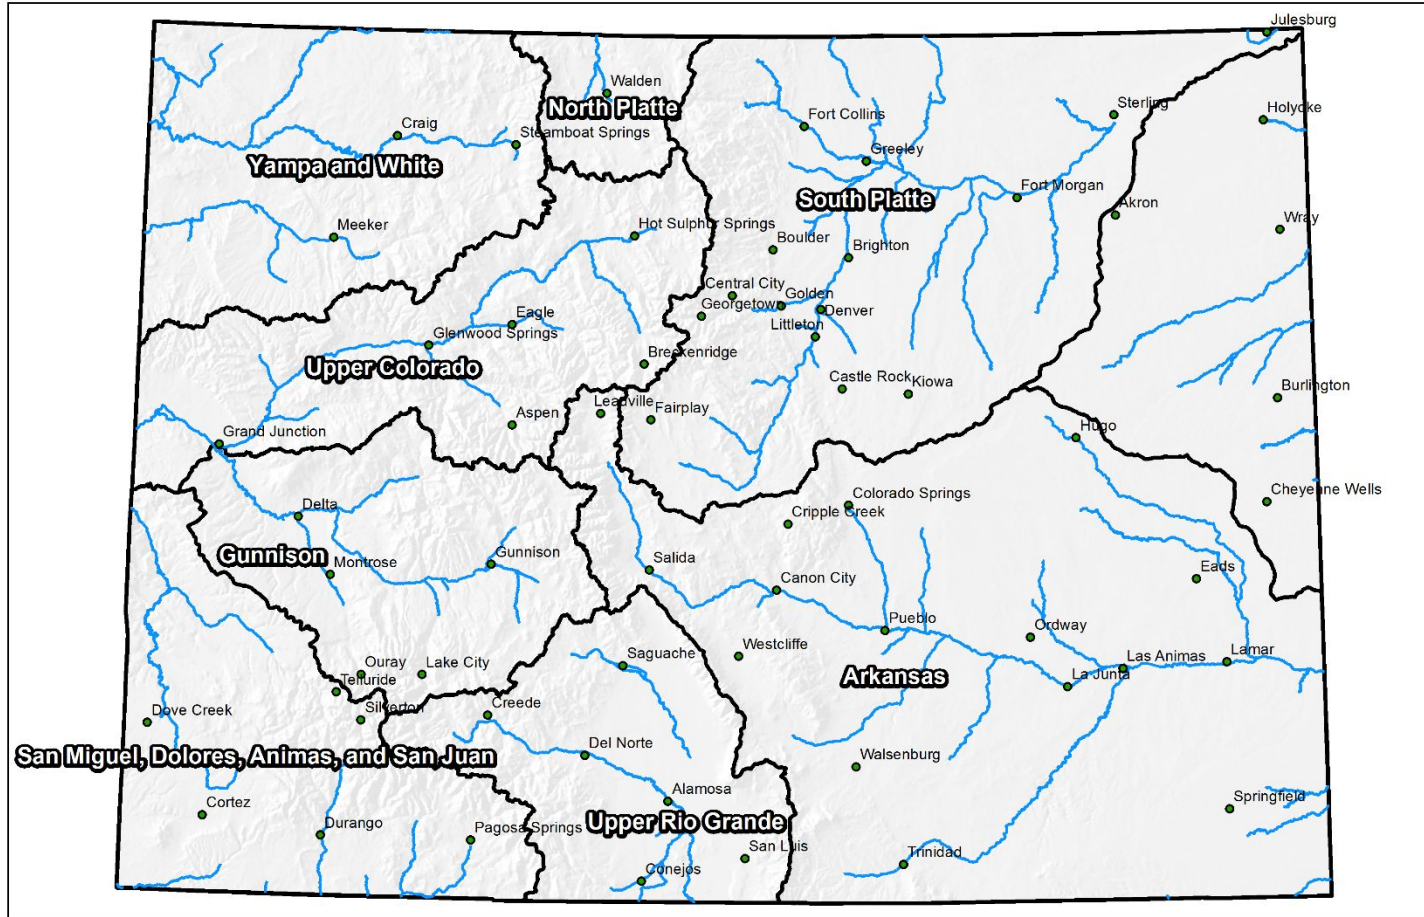 Julesburg
Walden
North Platte
Sterling
Holyoke
Craig
Steamboat Springs
Fort Collins
Greeley
Yampa and White
South Platte
Fort Morgan
Akron
Wray
Meeker
Hot Sulphur Springs
Boulder
Brighton
Central City
Georgetown
Golden
Denver
Eagle
Glenwood Springs
Littleton
Breckenridge
Upper Colorado
Castle Rock
Kiowa
Burlington
Leadville
Aspen
Fairplay
Grand Junction
Hugo
Cheyenne Wells
Delta
Colorado Springs
Cripple Creek
Gunnison
Gunnison
Montrose
Salida
Canon City
Eads
Pueblo
Ordway
Westcliffe
Saguache
Ouray
Lake City
Telluride
Arkansas
Las Animas
Lamar
La Junta
Dove Creek
Silverton
Creede
San Miguel, Dolores, Animas, and San Juan
Del Norte
Walsenburg
Alamosa
Cortez
Durango
Pagosa Springs
Upper Rio Grande
Springfield
San Luis
Trinidad
Conejos